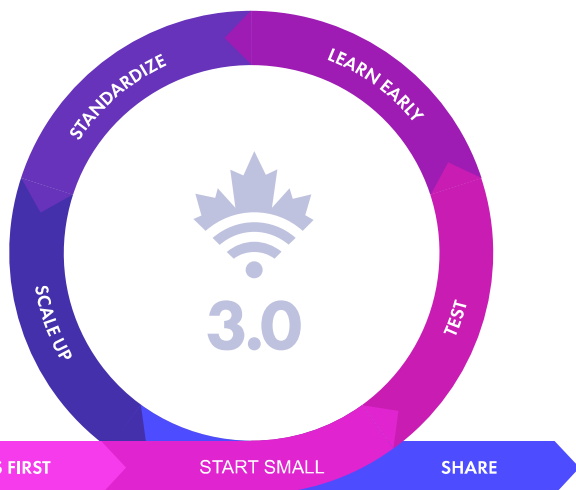 STANDARDIZE
LEARN EARLY
SCALE UP
TEST
3.0
FIRST
START SMALL
SHARE